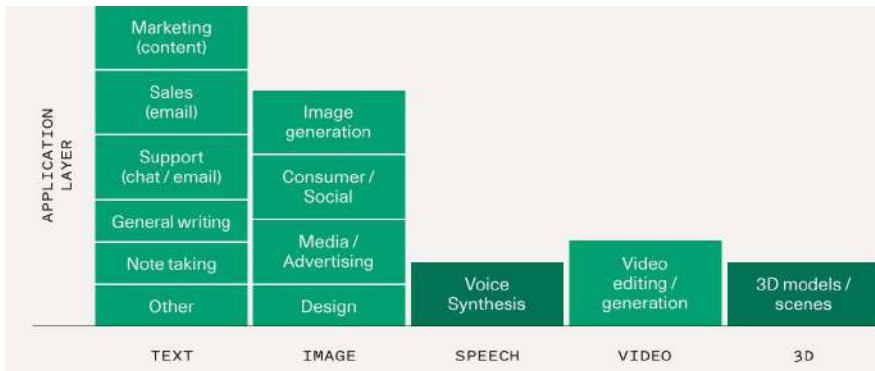 APPLICATION
LAYER
Marketing
(content)
Sales
(email)
Support
(chat / email)
General writing
Note taking
Other
Image
generation
Consumer /
Social
Media /
Advertising
Design
Voice
Synthesis
Video
editing /
generation
3D models /
scenes
TEXT
IMAGE
SPEECH
VIDEO
3D